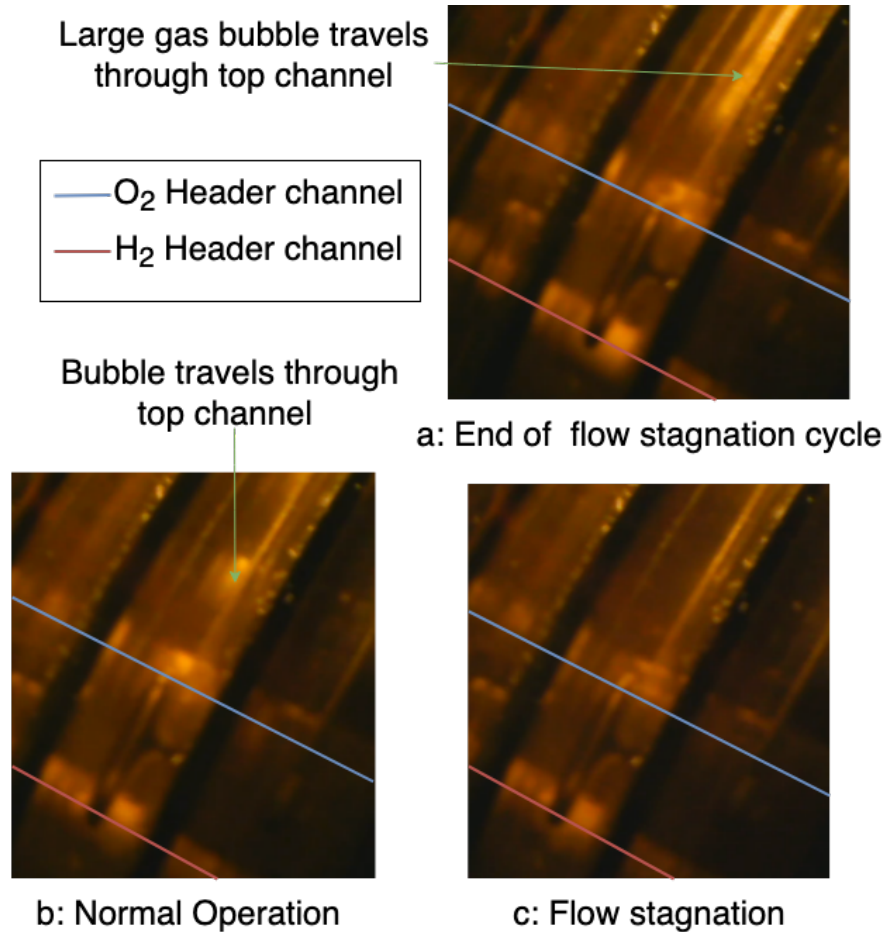 Large gas bubble travels
through top channel
O2 Header channel
H2 Header channel
Bubble travels through
top channel
a: End of  flow stagnation cycle
b: Normal Operation
c: Flow stagnation